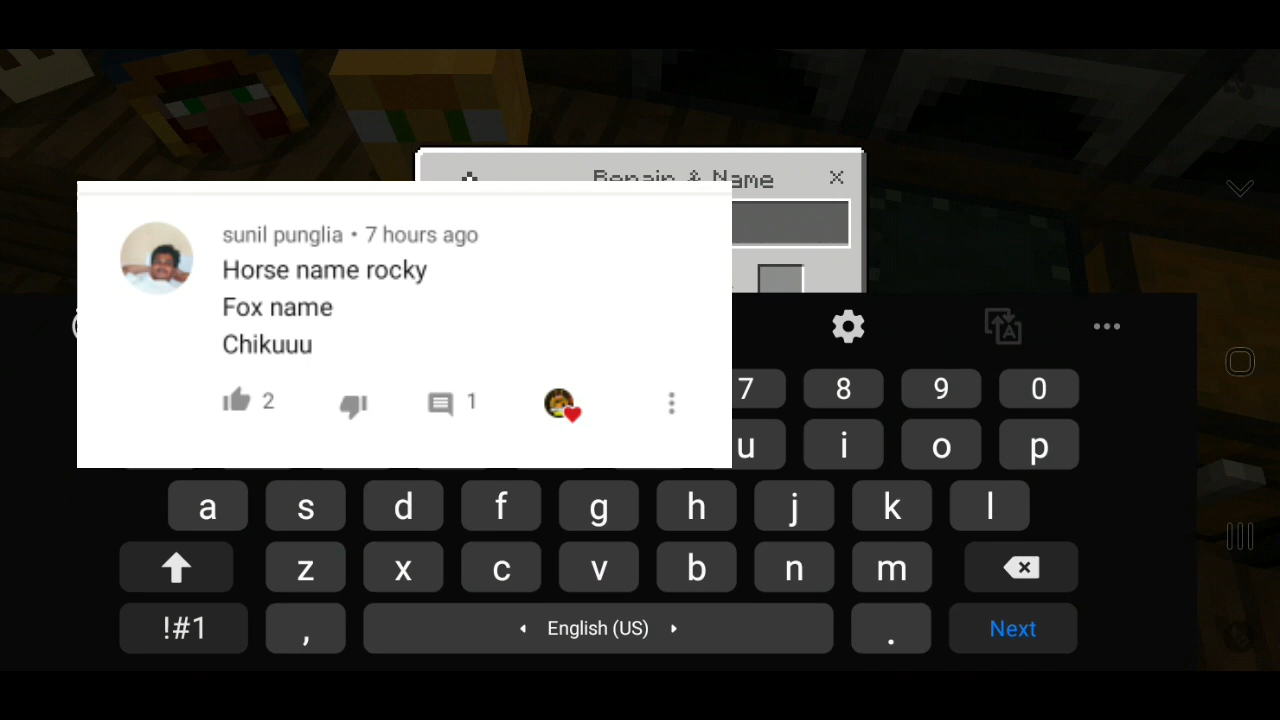 Repair & Name
sunil punglia • 7 hours ago
Horse name rocky
Fox name
Chikuuu
2
1
7 8 9 0
u i o p
a s d f g h j k l
z x c v b n m
!#1 , English (US) . Next